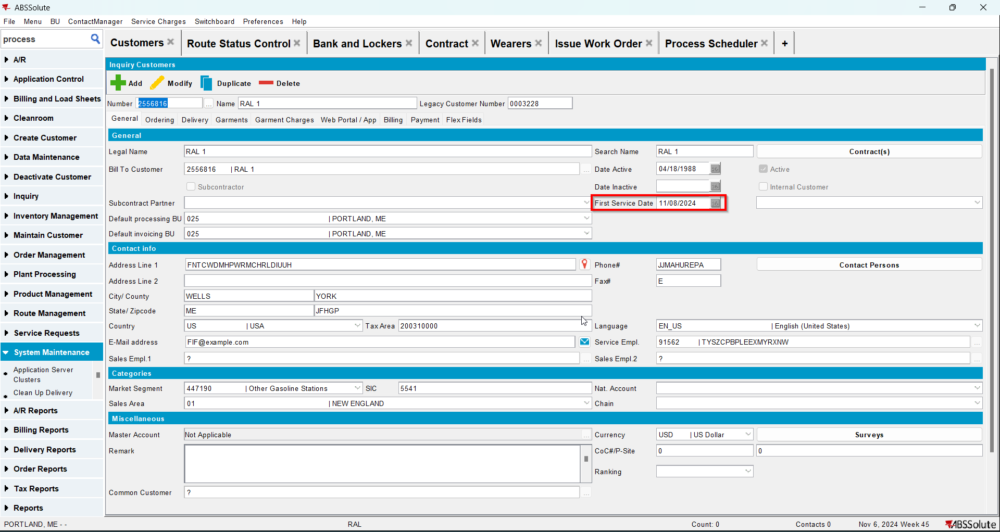 ABSSolute
File Menu BU ContactManager Service Charges Switchboard Preferences Help
process
Customers Route Status Control Bank and Lockers Contract Wearers Issue Work Order Process Scheduler +
A/R
Application Control
Billing and Load Sheets
Cleanroom
Create Customer
Data Maintenance
Deactivate Customer
Inquiry
Inventory Management
Maintain Customer
Order Management
Plant Processing
Product Management
Route Management
Service Requests
System Maintenance
Application Server
Clusters
Clean Up Delivery
A/R Reports
Billing Reports
Delivery Reports
Order Reports
Tax Reports
Reports
Inquiry Customers
Add Modify Duplicate Delete
Number 2556816 ... Name RAL 1 Legacy Customer Number 0003228
General Ordering Delivery Garments Garment Charges Web Portal / App Billing Payment Flex Fields
General
Legal Name RAL 1 Search Name RAL 1 Contract(s)
Bill To Customer 2556816 | RAL 1 ... Date Active 04/18/1988 16 Active
Subcontractor Date Inactive 16 Internal Customer
Subcontract Partner First Service Date 11/08/2024 16
Default processing BU 025 | PORTLAND, ME
Default invoicing BU 025 | PORTLAND, ME
Contact info
Address Line 1 FNTCWDMHPWRMCHRLDIUUH Phone# JJMAHUREPA Contact Persons
Address Line 2 Fax# E
City/ County WELLS YORK
State/ Zipcode ME JFHGP
Country US | USA Tax Area 200310000 Language EN_US | English (United States)
E-Mail address FIF@example.com Service Empl. 91562 | TYSZCPBPLEEXMYRXNW ...
Sales Empl.1 ? ... Sales Empl.2 ? ...
Categories
Market Segment 447190 | Other Gasoline Stations SIC 5541 Nat. Account
Sales Area 01 | NEW ENGLAND Chain
Miscellaneous
Master Account Not Applicable ... Currency USD | US Dollar Surveys
Remark CoC#/P-Site 0 0
Ranking
Common Customer ? ...
PORTLAND, ME - - RAL Count: 0 Contacts 0 Nov 6, 2024 Week 45 ABSSolute